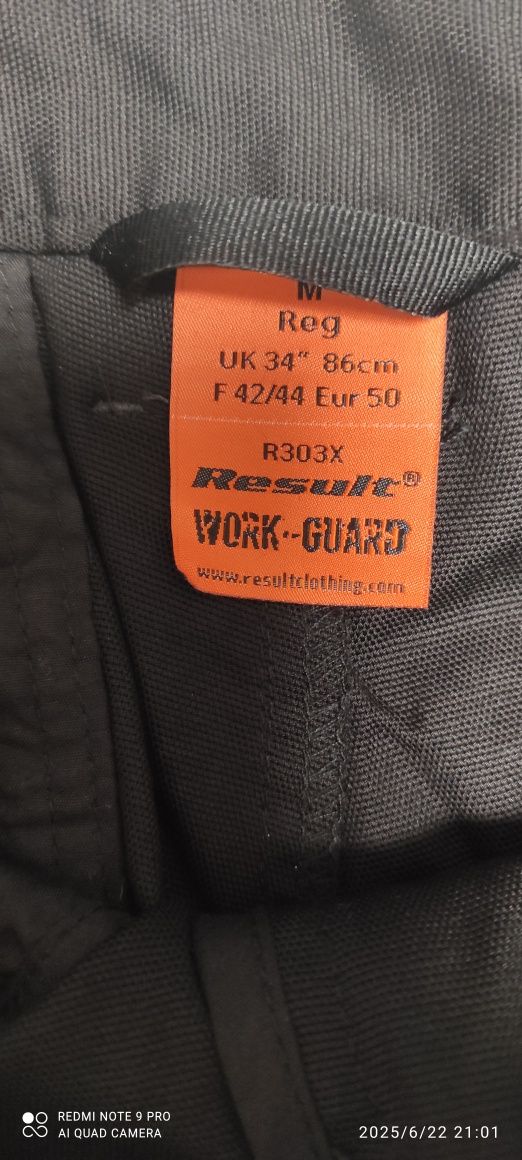 M
Reg
UK 34" 86cm
F 42/44 Eur 50
R303X
Result®
WORK-GUARD
www.resultclothing.com
REDMI NOTE 9 PRO
AI QUAD CAMERA
2025/6/22 21:01